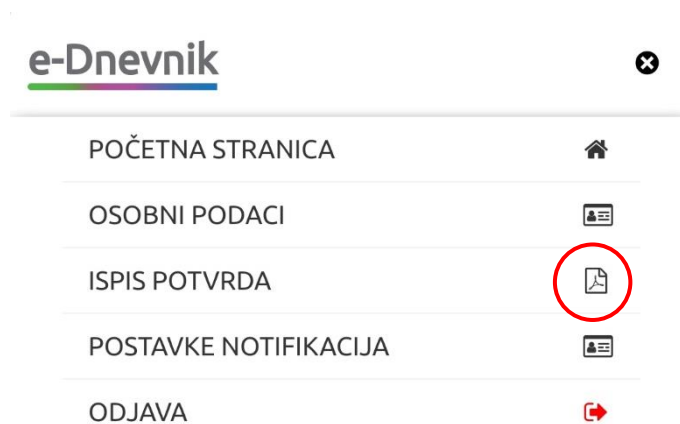 e-Dnevnik
POČETNA STRANICA
OSOBNI PODACI
ISPIS POTVRDA
POSTAVKE NOTIFIKACIJA
ODJAVA